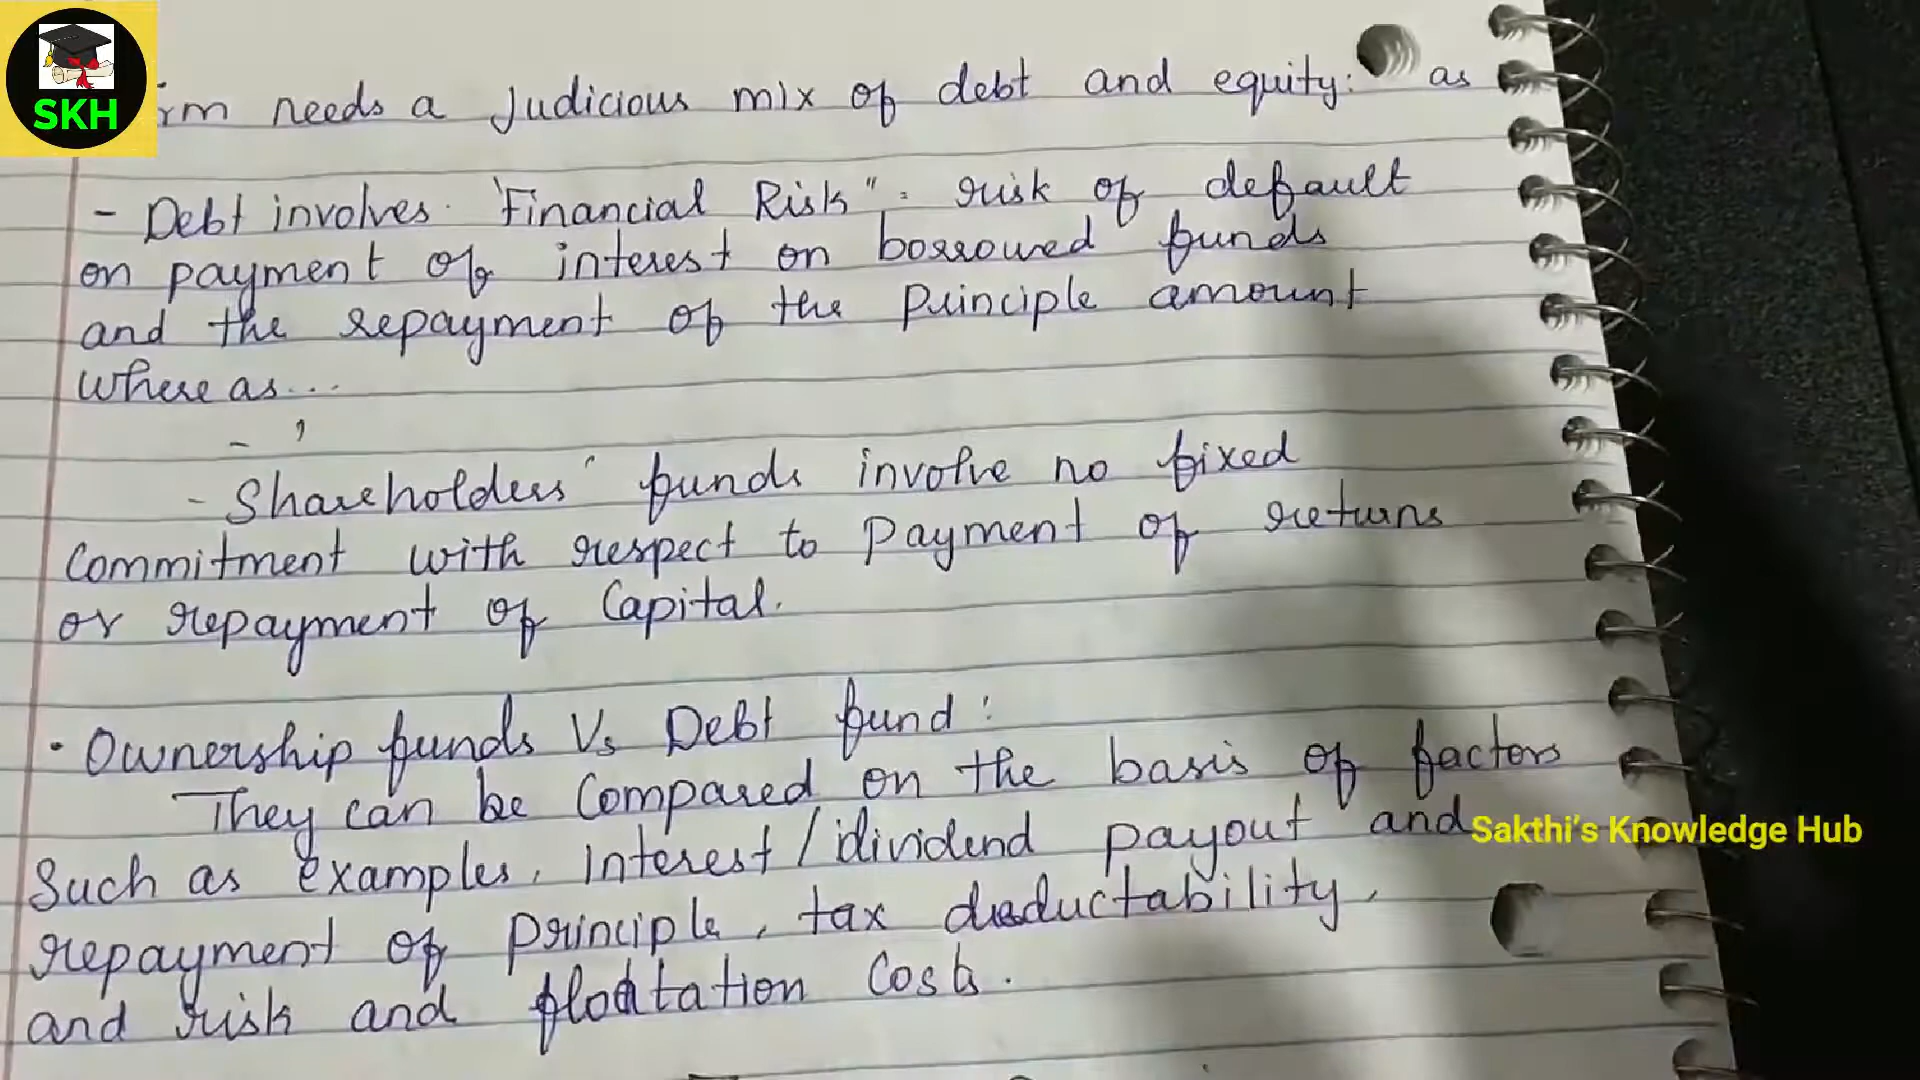 SKH
irm needs a Judicious mix of debt and equity: as
- Debt involves "Financial Risk" - risk of default
on payment of interest on borrowed funds
and the repayment of the Principle amount
Where as...
- Shareholders' funds involve no fixed
Commitment with respect to Payment of returns
or repayment of Capital.
• Ownership funds Vs Debt fund:
They can be Compared on the basis of factors
Such as examples, interest/dividend payout and
Sakthi's Knowledge Hub
repayment of principle, tax deductability,
and risk and floatation Costs.